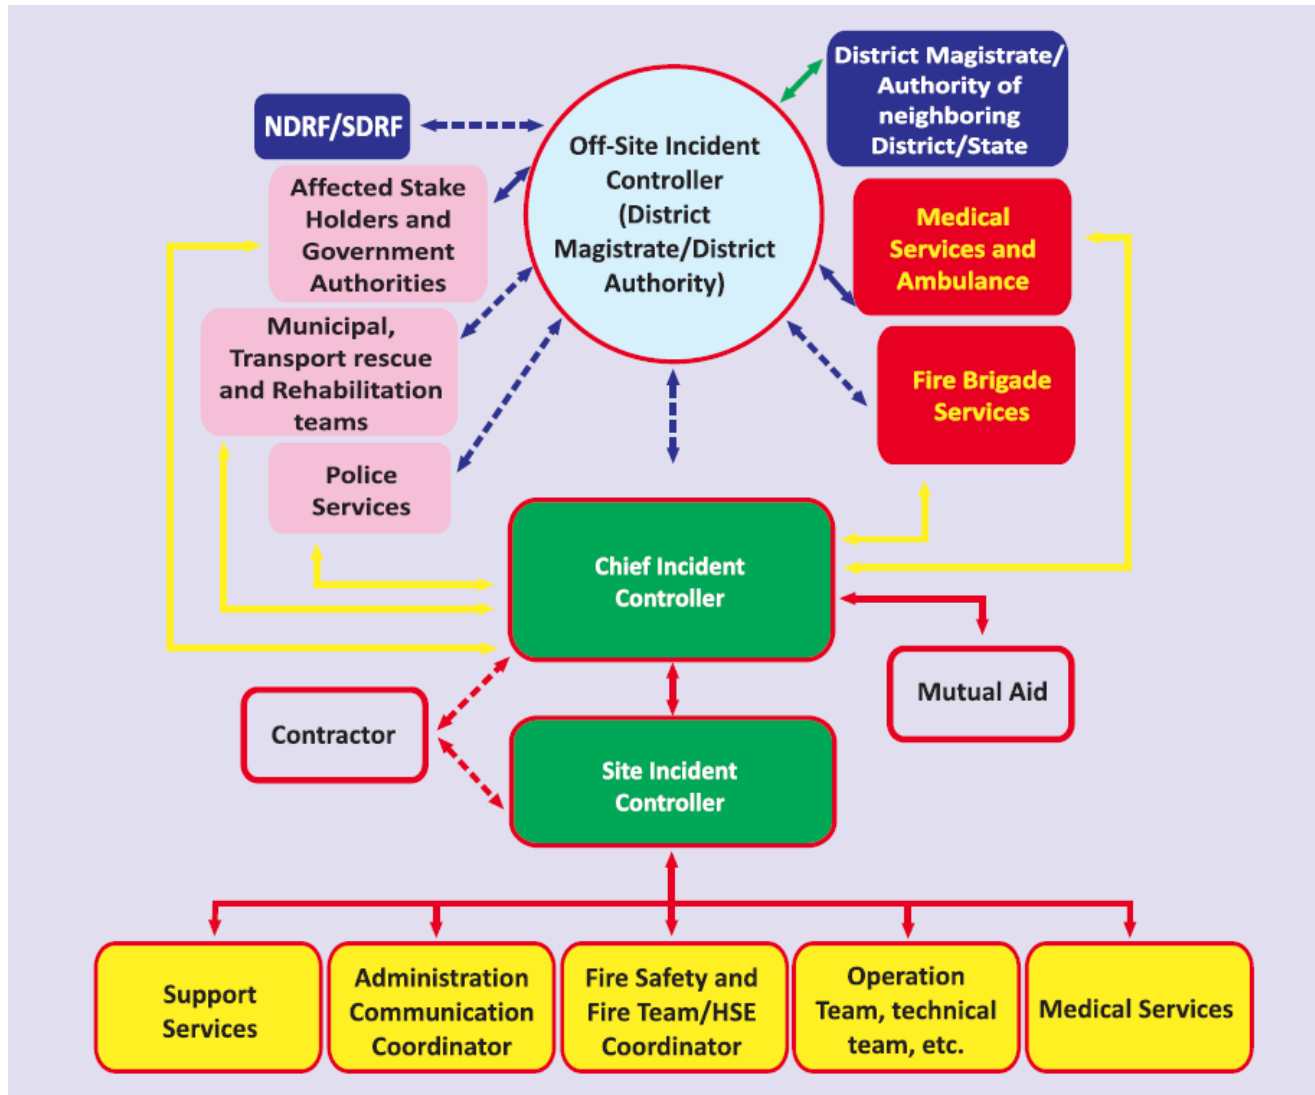 District Magistrate/
Authority of
neighboring
District/State
NDRF/SDRF
Off-Site Incident
Controller
(District
Magistrate/District
Authority)
Affected Stake
Holders and
Government
Authorities
Medical
Services and
Ambulance
Municipal,
Transport rescue
and Rehabilitation
teams
Fire Brigade
Services
Police
Services
Chief Incident
Controller
Mutual Aid
Contractor
Site Incident
Controller
Support
Services
Administration
Communication
Coordinator
Fire Safety and
Fire Team/HSE
Coordinator
Operation
Team, technical
team, etc.
Medical Services